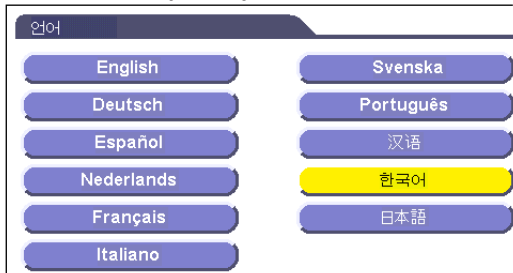 언어
English
Deutsch
Español
Nederlands
Français
Italiano
Svenska
Português
汉语
한국어
日本語